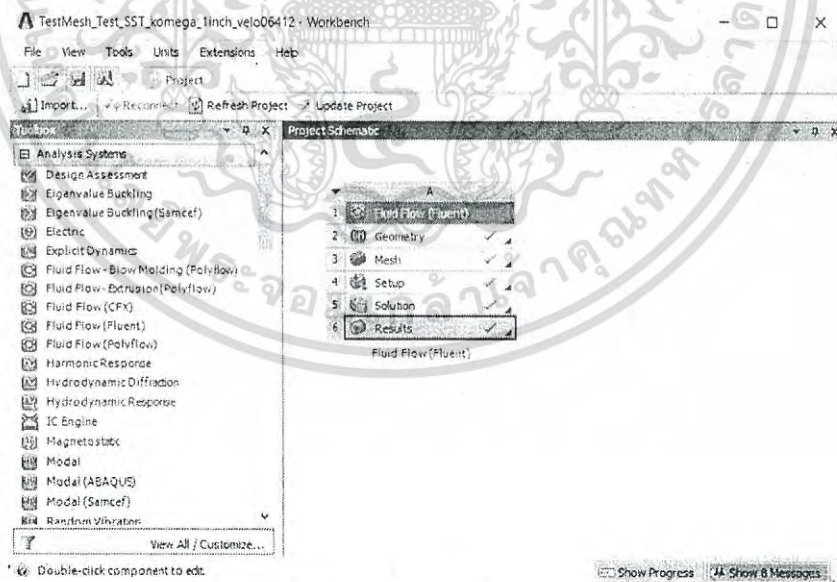 TestMesh_Test_SST_komega_1inch_velo06412 - Workbench
File View Tools Units Extensions Help
Project
Import... Reconnect Refresh Project Update Project
Toolbox
Project Schematic
Analysis Systems
Design Assessment
Eigenvalue Buckling
Eigenvalue Buckling (Samcef)
Electric
Explicit Dynamics
Fluid Flow - Blow Molding (Polyflow)
Fluid Flow - Extrusion (Polyflow)
Fluid Flow (CFX)
Fluid Flow (Fluent)
Fluid Flow (Polyflow)
Harmonic Response
Hydrodynamic Diffraction
Hydrodynamic Response
IC Engine
Magnetostatic
Modal
Modal (ABAQUS)
Modal (Samcef)
Random Vibration
View All / Customize...
A
1 Fluid Flow (Fluent)
2 Geometry
3 Mesh
4 Setup
5 Solution
6 Results
Fluid Flow (Fluent)
Double-click component to edit.
Show Progress Show 8 Messages